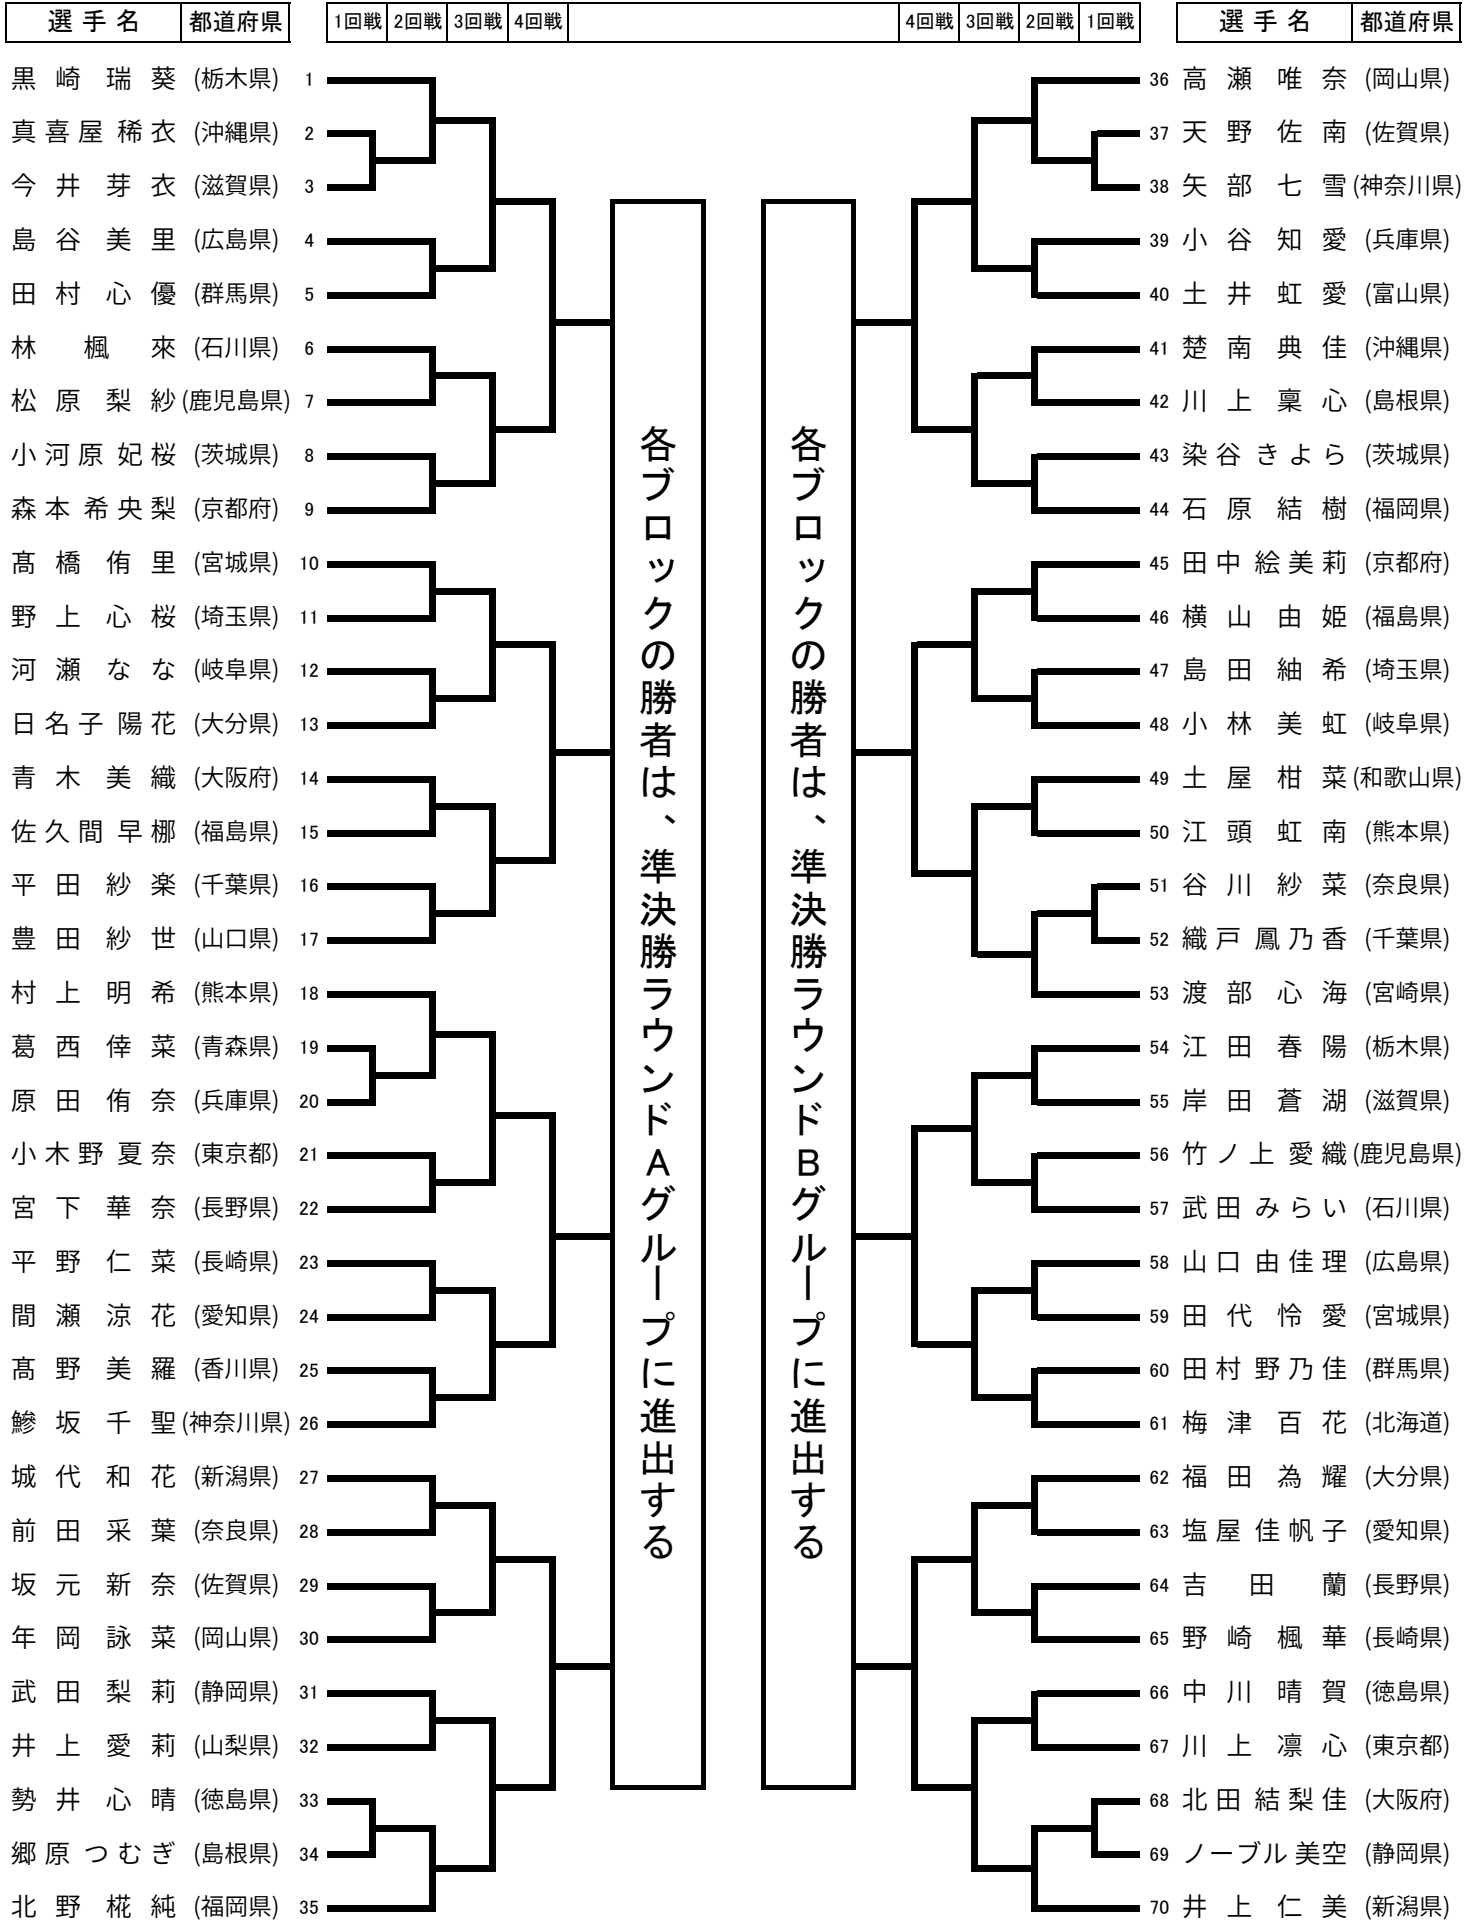 選手名 都道府県 1回戦 2回戦 3回戦 4回戦 4回戦 3回戦 2回戦 1回戦 選手名 都道府県
黒崎瑞葵 (栃木県) 1
真喜屋稀衣 (沖縄県) 2
今井芽衣 (滋賀県) 3
島谷美里 (広島県) 4
田村心優 (群馬県) 5
林楓來 (石川県) 6
松原梨紗 (鹿児島県) 7
小河原妃桜 (茨城県) 8
森本希央梨 (京都府) 9
髙橋侑里 (宮城県) 10
野上心桜 (埼玉県) 11
河瀬なな (岐阜県) 12
日名子陽花 (大分県) 13
青木美織 (大阪府) 14
佐久間早梛 (福島県) 15
平田紗楽 (千葉県) 16
豊田紗世 (山口県) 17
村上明希 (熊本県) 18
葛西倖菜 (青森県) 19
原田侑奈 (兵庫県) 20
小木野夏奈 (東京都) 21
宮下華奈 (長野県) 22
平野仁菜 (長崎県) 23
間瀬涼花 (愛知県) 24
髙野美羅 (香川県) 25
鯵坂千聖 (神奈川県) 26
城代和花 (新潟県) 27
前田采葉 (奈良県) 28
坂元新奈 (佐賀県) 29
年岡詠菜 (岡山県) 30
武田梨莉 (静岡県) 31
井上愛莉 (山梨県) 32
勢井心晴 (徳島県) 33
郷原つむぎ (島根県) 34
北野椛純 (福岡県) 35
各ブロックの勝者は、準決勝ラウンドAグループに進出する
各ブロックの勝者は、準決勝ラウンドBグループに進出する
36 高瀬唯奈 (岡山県)
37 天野佐南 (佐賀県)
38 矢部七雪 (神奈川県)
39 小谷知愛 (兵庫県)
40 土井虹愛 (富山県)
41 楚南典佳 (沖縄県)
42 川上稟心 (島根県)
43 染谷きよら (茨城県)
44 石原結樹 (福岡県)
45 田中絵美莉 (京都府)
46 横山由姫 (福島県)
47 島田紬希 (埼玉県)
48 小林美虹 (岐阜県)
49 土屋柑菜 (和歌山県)
50 江頭虹南 (熊本県)
51 谷川紗菜 (奈良県)
52 織戸鳳乃香 (千葉県)
53 渡部心海 (宮崎県)
54 江田春陽 (栃木県)
55 岸田蒼湖 (滋賀県)
56 竹ノ上愛織 (鹿児島県)
57 武田みらい (石川県)
58 山口由佳理 (広島県)
59 田代怜愛 (宮城県)
60 田村野乃佳 (群馬県)
61 梅津百花 (北海道)
62 福田為耀 (大分県)
63 塩屋佳帆子 (愛知県)
64 吉田蘭 (長野県)
65 野崎楓華 (長崎県)
66 中川晴賀 (徳島県)
67 川上凛心 (東京都)
68 北田結梨佳 (大阪府)
69 ノーブル美空 (静岡県)
70 井上仁美 (新潟県)